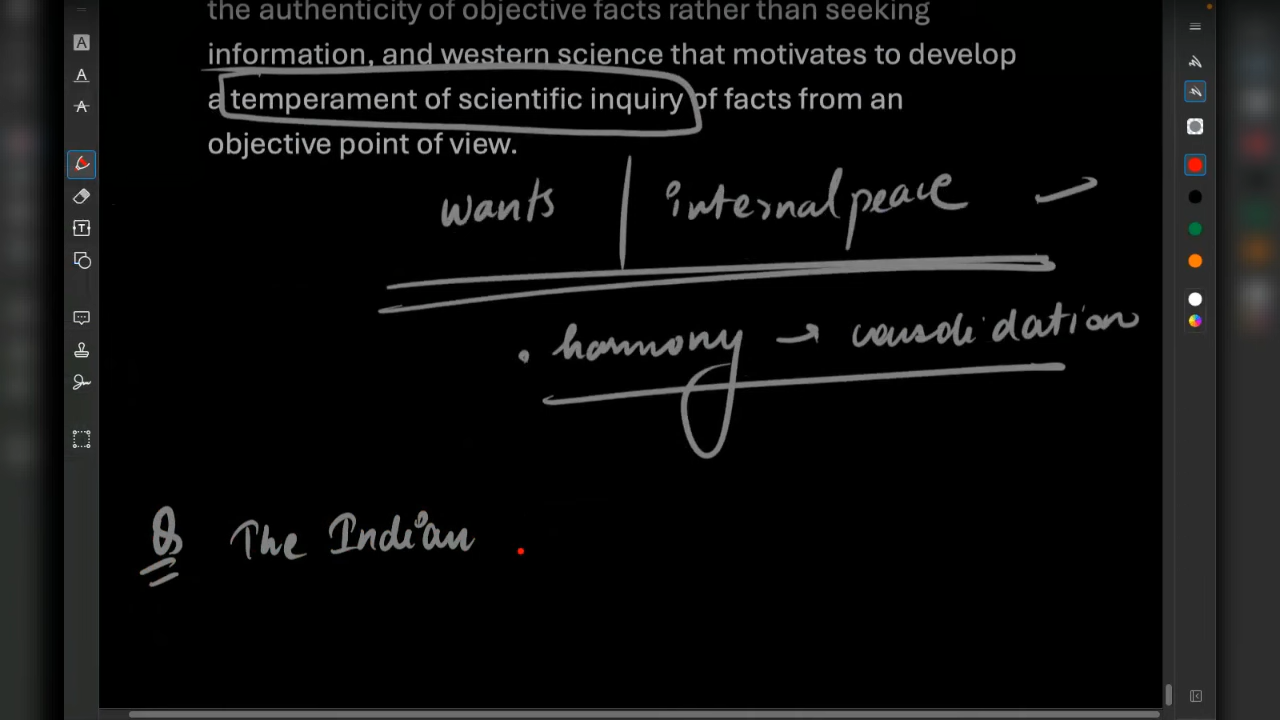 the authenticity of objective facts rather than seeking
information, and western science that motivates to develop
a temperament of scientific inquiry of facts from an
objective point of view.
wants | internal peace
. harmony → consolidation
Q The Indian